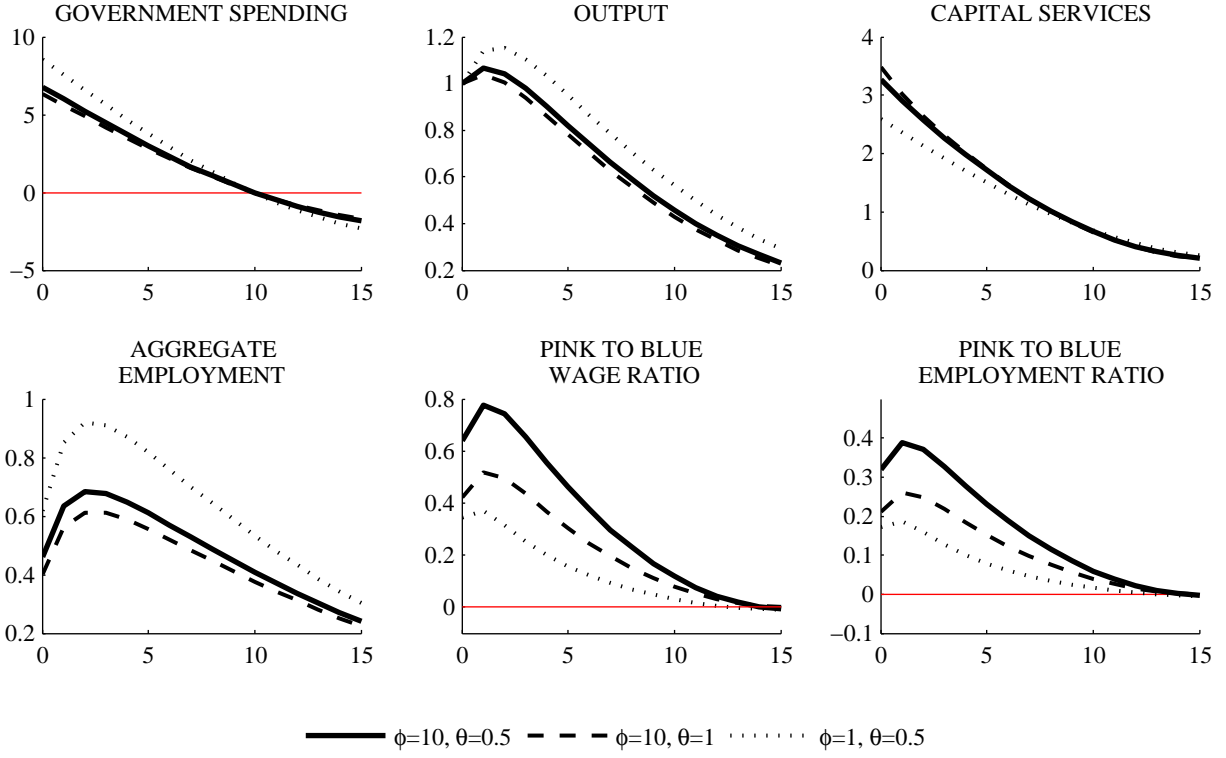 GOVERNMENT SPENDING
10
5
0
−5
0 5 10 15
OUTPUT
1.2
1
0.8
0.6
0.4
0.2
0 5 10 15
CAPITAL SERVICES
4
3
2
1
0
0 5 10 15
AGGREGATE
EMPLOYMENT
1
0.8
0.6
0.4
0.2
0 5 10 15
PINK TO BLUE
WAGE RATIO
0.8
0.6
0.4
0.2
0
0 5 10 15
PINK TO BLUE
EMPLOYMENT RATIO
0.4
0.3
0.2
0.1
0
−0.1
0 5 10 15
ϕ=10, θ=0.5 ϕ=10, θ=1 ϕ=1, θ=0.5